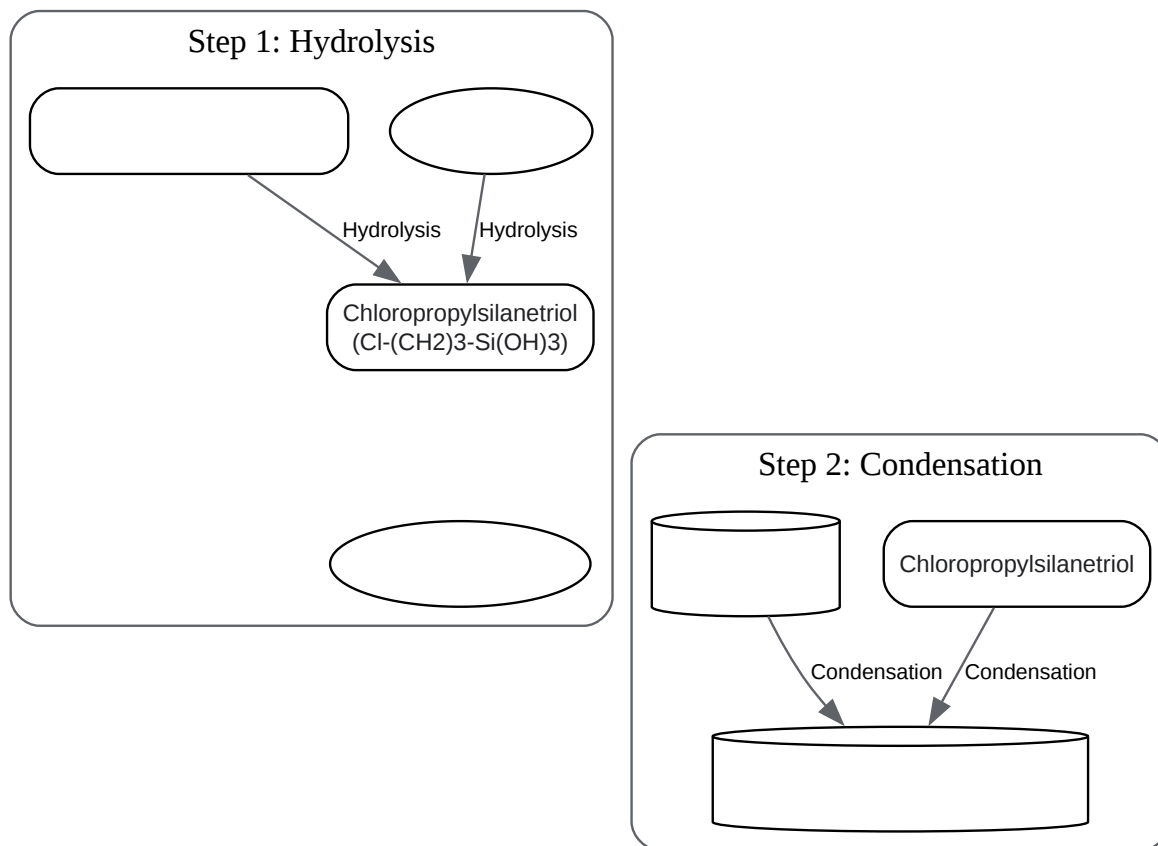 Step 1: Hydrolysis
Hydrolysis
Hydrolysis
Chloropropylsilanetriol
(Cl-(CH2)3-Si(OH)3)
Step 2: Condensation
Chloropropylsilanetriol
Condensation
Condensation